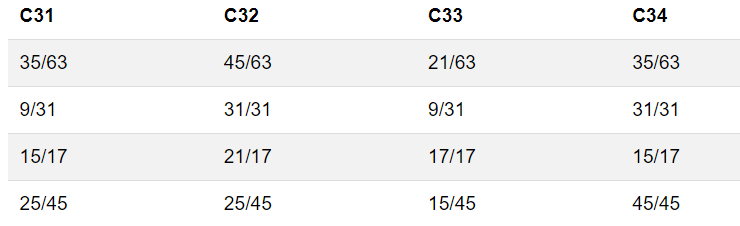 C31 C32 C33 C34
35/63 45/63 21/63 35/63
9/31 31/31 9/31 31/31
15/17 21/17 17/17 15/17
25/45 25/45 15/45 45/45